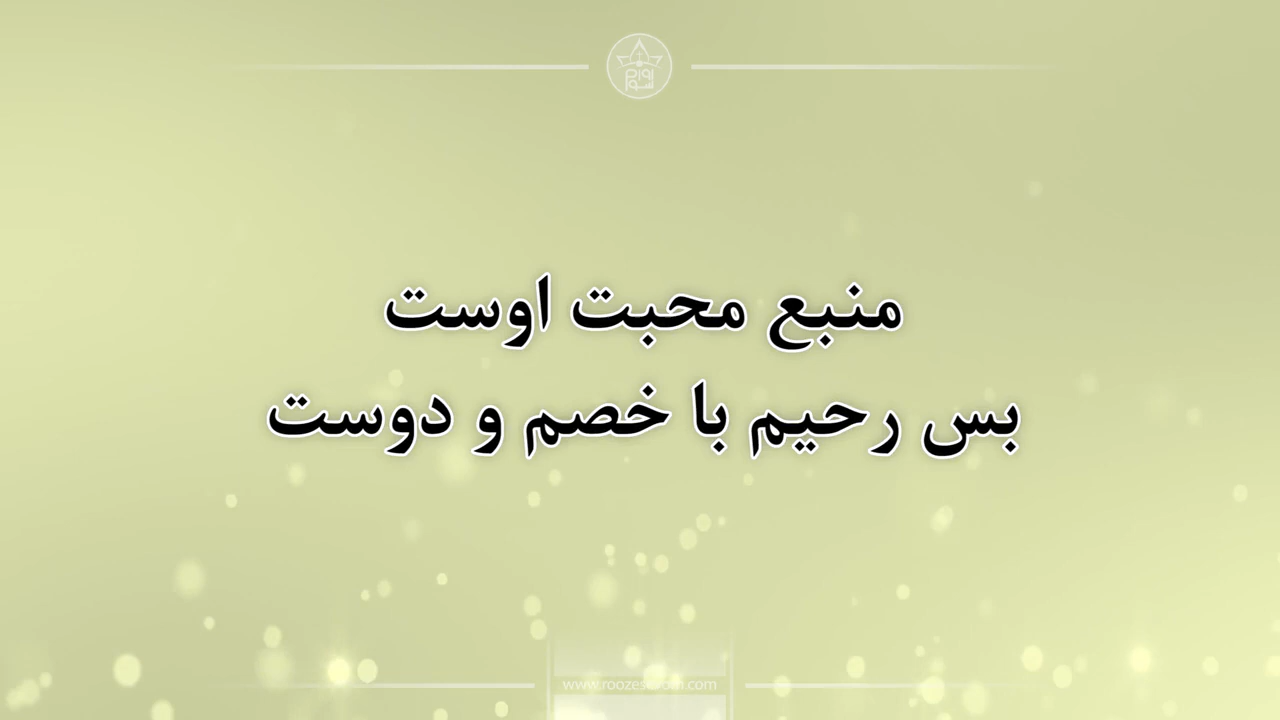 منبع محبت اوست
بس رحیم با خصم و دوست